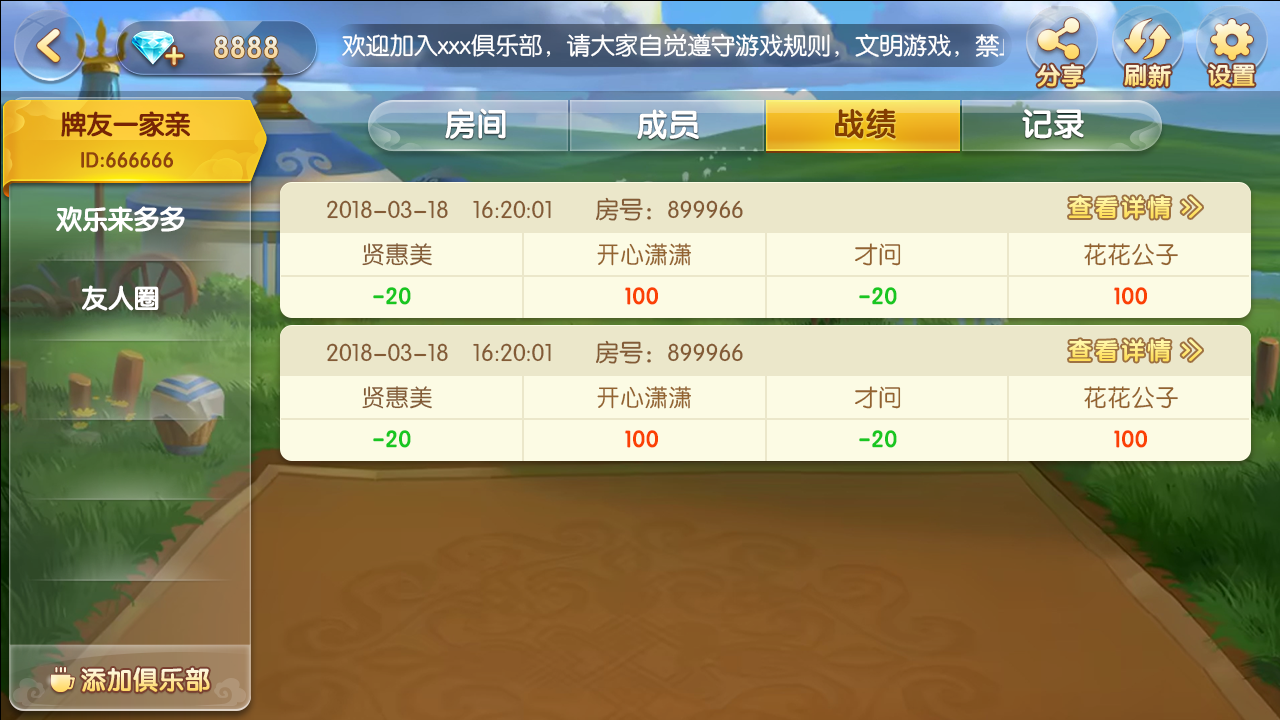 8888
欢迎加入xxx俱乐部，请大家自觉遵守游戏规则，文明游戏，禁
分享 刷新 设置
牌友一家亲
ID:666666
欢乐来多多
友人圈
添加俱乐部
房间 成员 战绩 记录
2018-03-18 16:20:01 房号：899966 查看详情
贤惠美 开心潇潇 才问 花花公子
-20 100 -20 100
2018-03-18 16:20:01 房号：899966 查看详情
贤惠美 开心潇潇 才问 花花公子
-20 100 -20 100